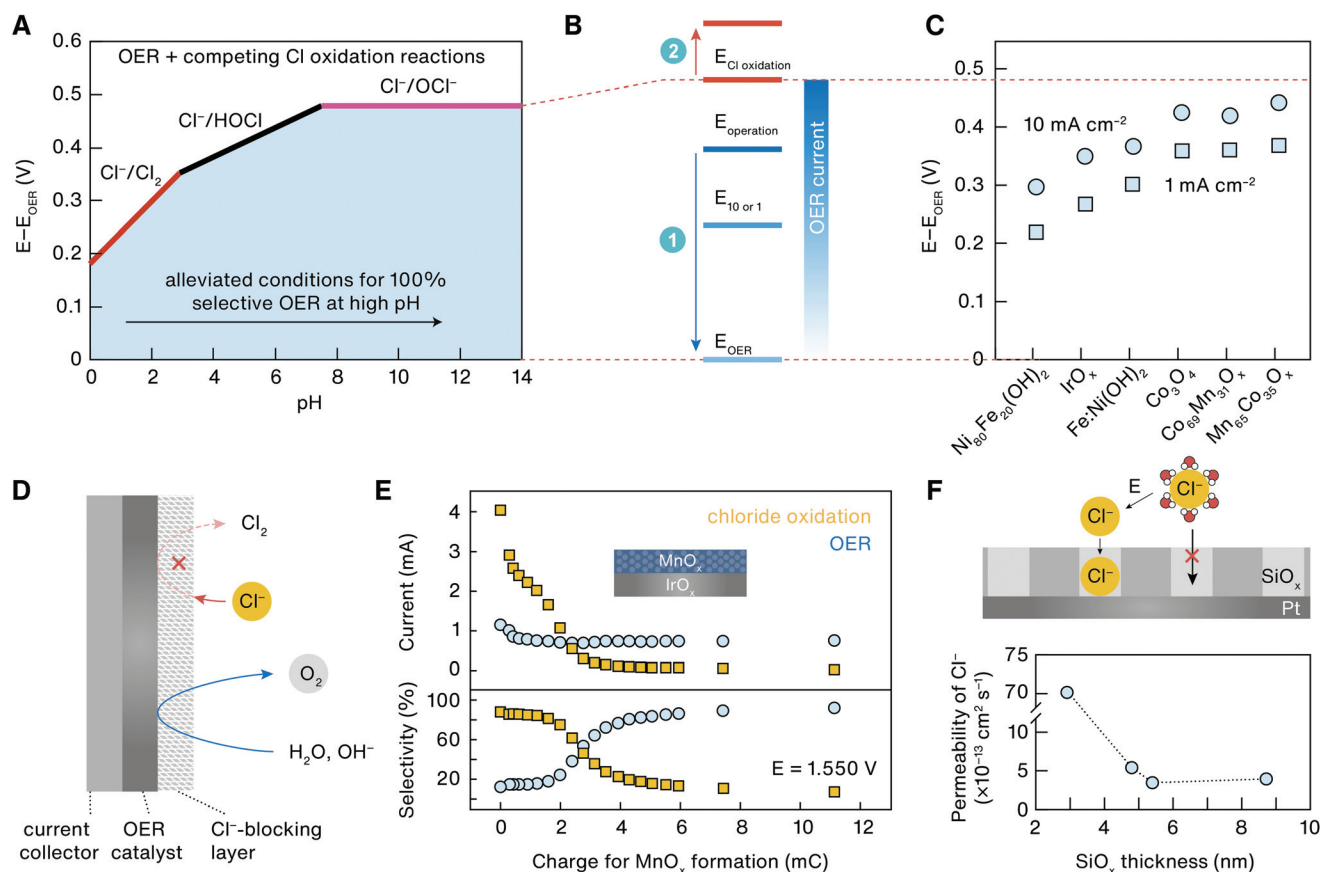 A
OER + competing Cl oxidation reactions
Cl⁻/OCl⁻
Cl⁻/HOCl
Cl⁻/Cl₂
alleviated conditions for 100%
selective OER at high pH
E−E_OER (V)
0.6
0.5
0.4
0.3
0.2
0.1
0
0 2 4 6 8 10 12 14
pH
B
2
E_Cl oxidation
E_operation
E_10 or 1
1
E_OER
OER current
C
10 mA cm⁻²
1 mA cm⁻²
E−E_OER (V)
0.5
0.4
0.3
0.2
0.1
0
Ni₈₀Fe₂₀(OH)₂
IrOₓ
Fe:Ni(OH)₂
Co₃O₄
Co₆₉Mn₃₁Oₓ
Mn₆₅Co₃₅Oₓ
D
Cl₂
Cl⁻
O₂
H₂O, OH⁻
current
collector
OER
catalyst
Cl⁻-blocking
layer
E
chloride oxidation
OER
MnOₓ
IrOₓ
Current (mA)
4
3
2
1
0
Selectivity (%)
100
60
20
E = 1.550 V
0 2 4 6 8 10 12
Charge for MnOₓ formation (mC)
F
E
Cl⁻
Cl⁻
Cl⁻
SiOₓ
Pt
Permeability of Cl⁻
(×10⁻¹³ cm² s⁻¹)
75
70
10
5
0
2 4 6 8 10
SiOₓ thickness (nm)